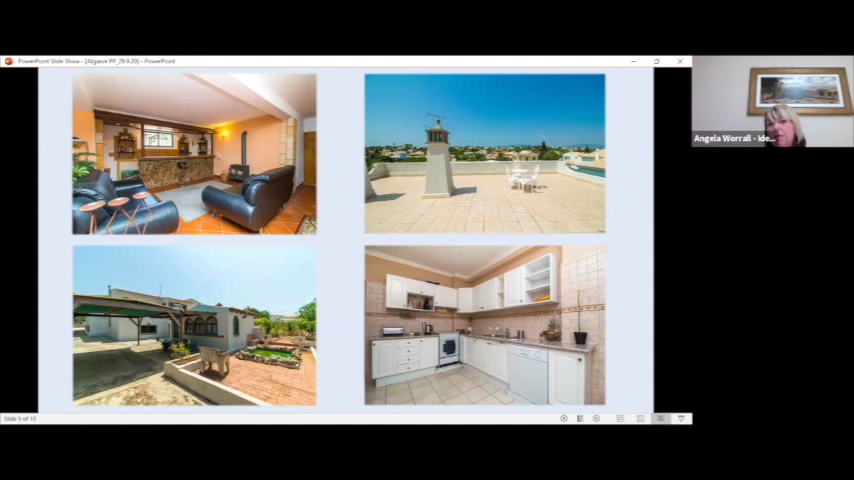 PowerPoint Slide Show - [Algarve PP_29.9.20] - PowerPoint
Angela Worrall - Ide...
Slide 5 of 10